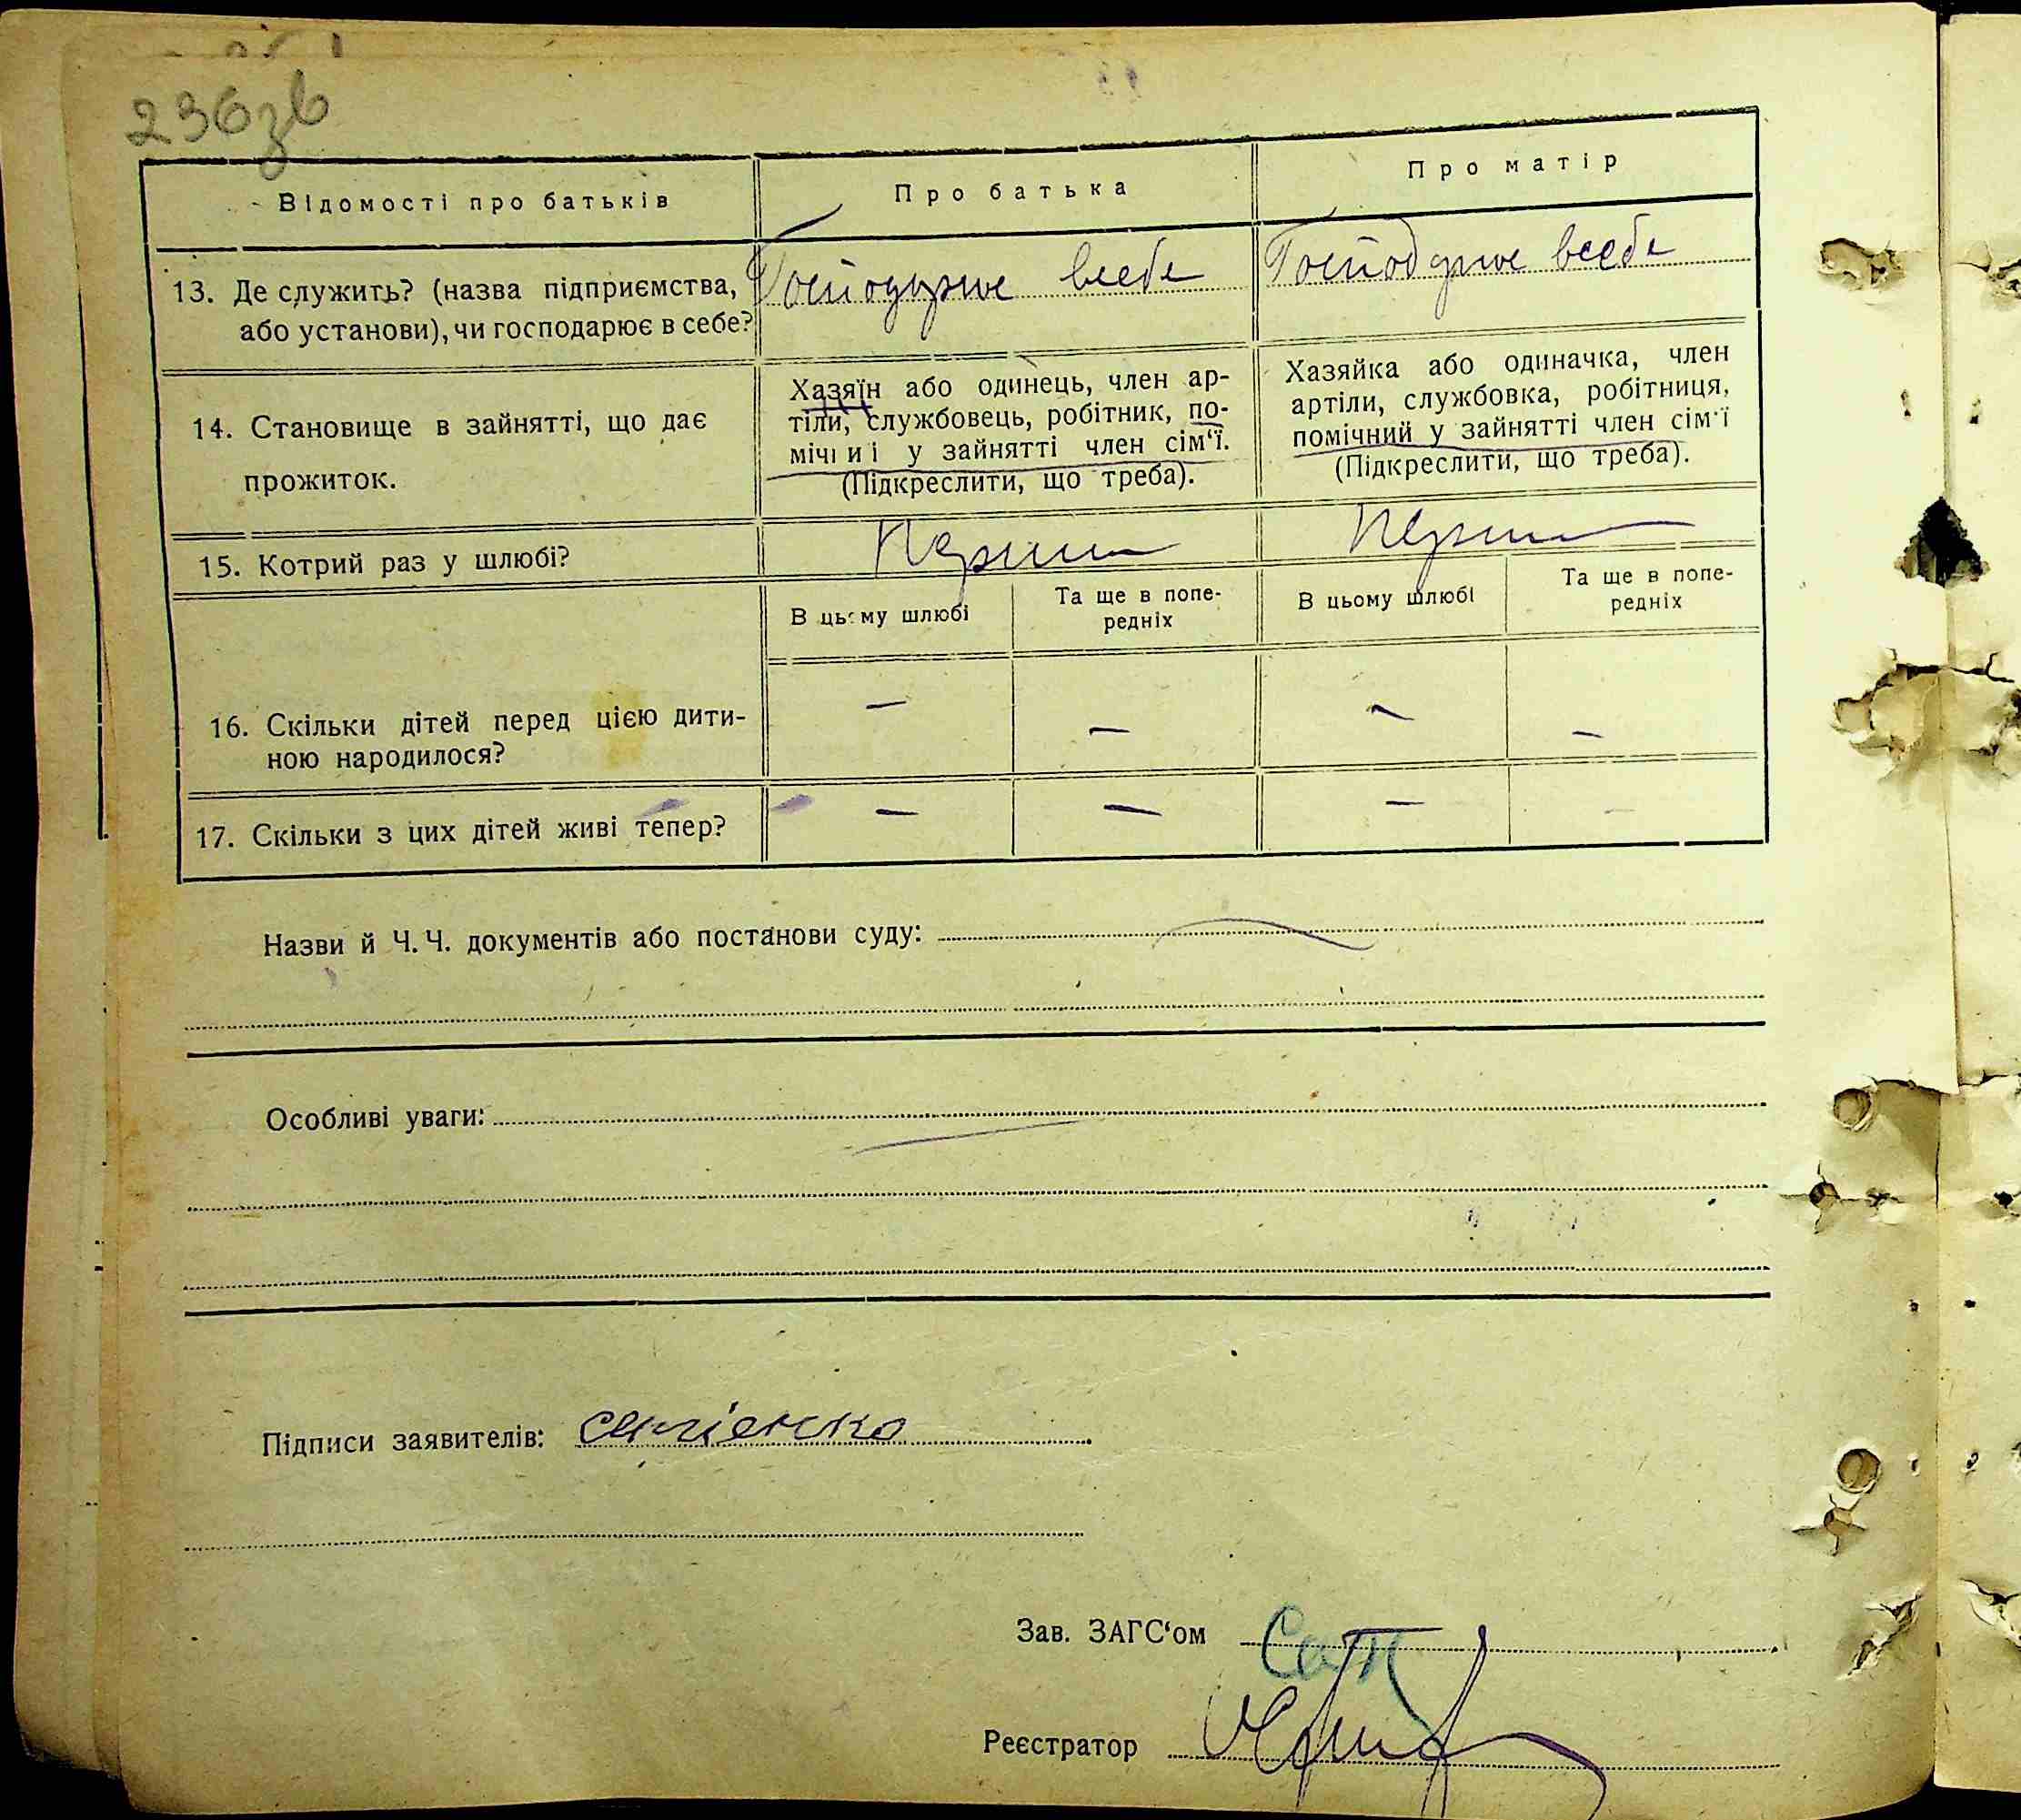 236зв
Відомості про батьків
Про батька
Про матір
13. Де служить? (назва підприємства,
або установи), чи господарює в себе?
Господарює в себе
Господарює в себе
14. Становище в зайнятті, що дає
прожиток.
Хазяїн або одинець, член ар-
тіли, службовець, робітник, по-
мічний у зайнятті член сім'ї.
(Підкреслити, що треба).
Хазяйка або одиначка, член
артіли, службовка, робітниця,
помічний у зайнятті член сім'ї
(Підкреслити, що треба).
15. Котрий раз у шлюбі?
Перший
Перший
В цьому шлюбі
Та ще в попе-
редніх
В цьому шлюбі
Та ще в попе-
редніх
16. Скільки дітей перед цією дити-
ною народилося?
— — — —
17. Скільки з цих дітей живі тепер?
— — — —
Назви й Ч. Ч. документів або постанови суду:
Особливі уваги:
Підписи заявителів:
Зав. ЗАГС'ом
Реєстратор